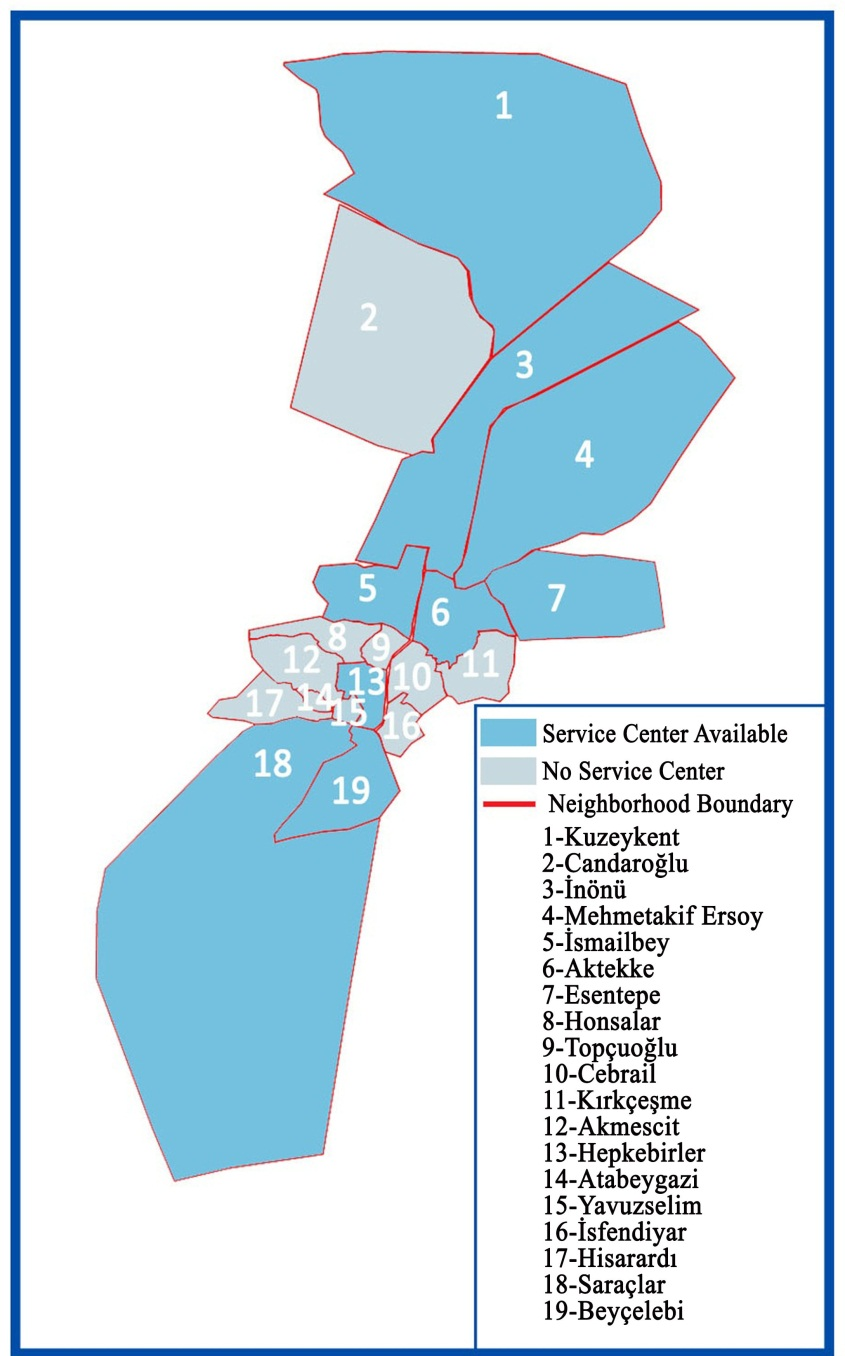 1
2
3
4
5
6
7
8
9
10
11
12
13
14
15
16
17
18
19
Service Center Available
No Service Center
Neighborhood Boundary
1-Kuzeykent
2-Candaroğlu
3-İnönü
4-Mehmetakif Ersoy
5-İsmailbey
6-Aktekke
7-Esentepe
8-Honsalar
9-Topçuoğlu
10-Cebrail
11-Kırkçeşme
12-Akmescit
13-Hepkebirler
14-Atabeygazi
15-Yavuzselim
16-İsfendiyar
17-Hisarardı
18-Saraçlar
19-Beyçelebi